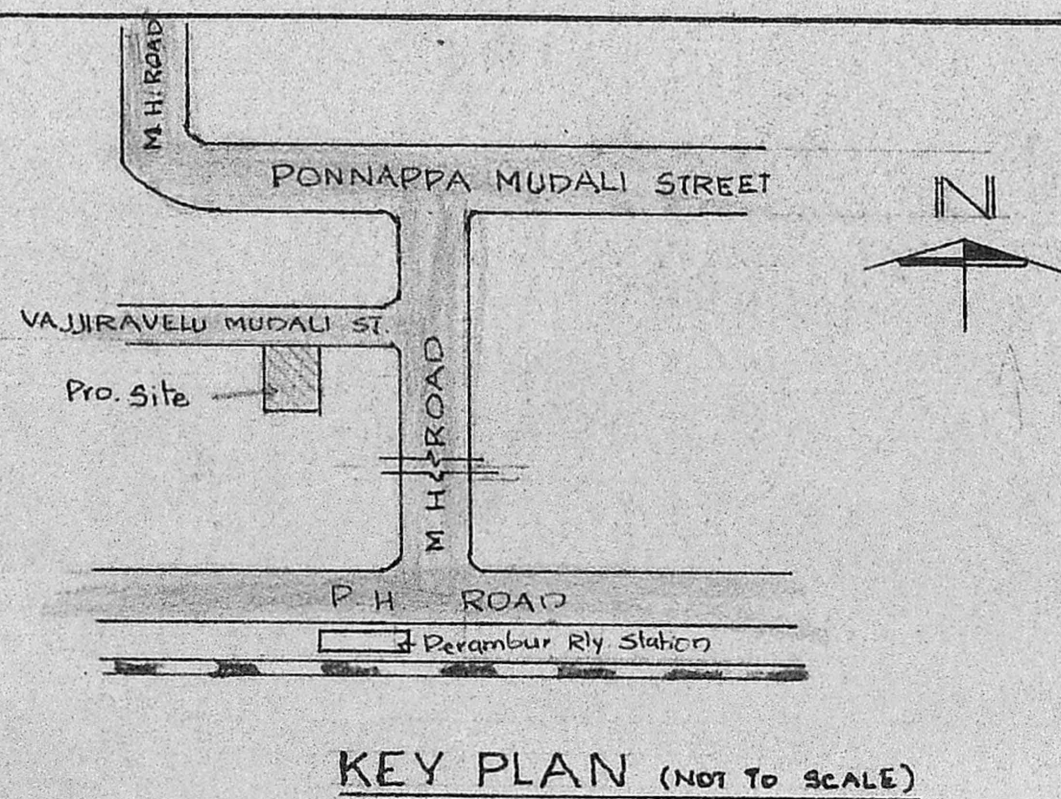 M.H. ROAD
PONNAPPA MUDALI STREET
N
VAJJIRAVELU MUDALI ST.
Pro. Site
M H ROAD
P H ROAD
Perambur Rly Station
KEY PLAN (NOT TO SCALE)